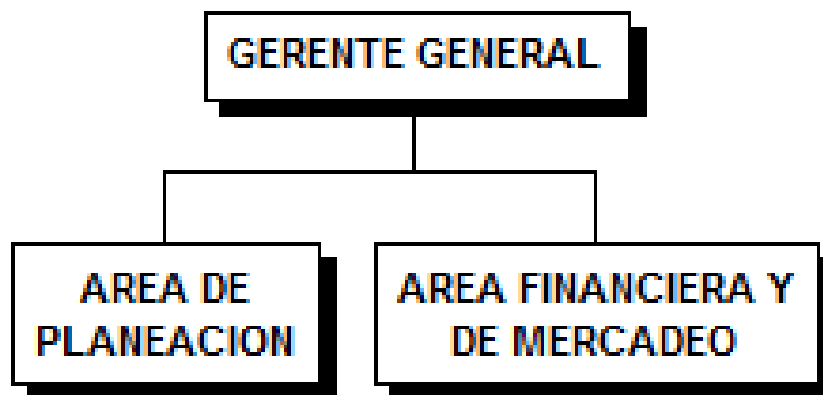 GERENTE GENERAL
AREA DE
PLANEACION
AREA FINANCIERA Y
DE MERCADEO